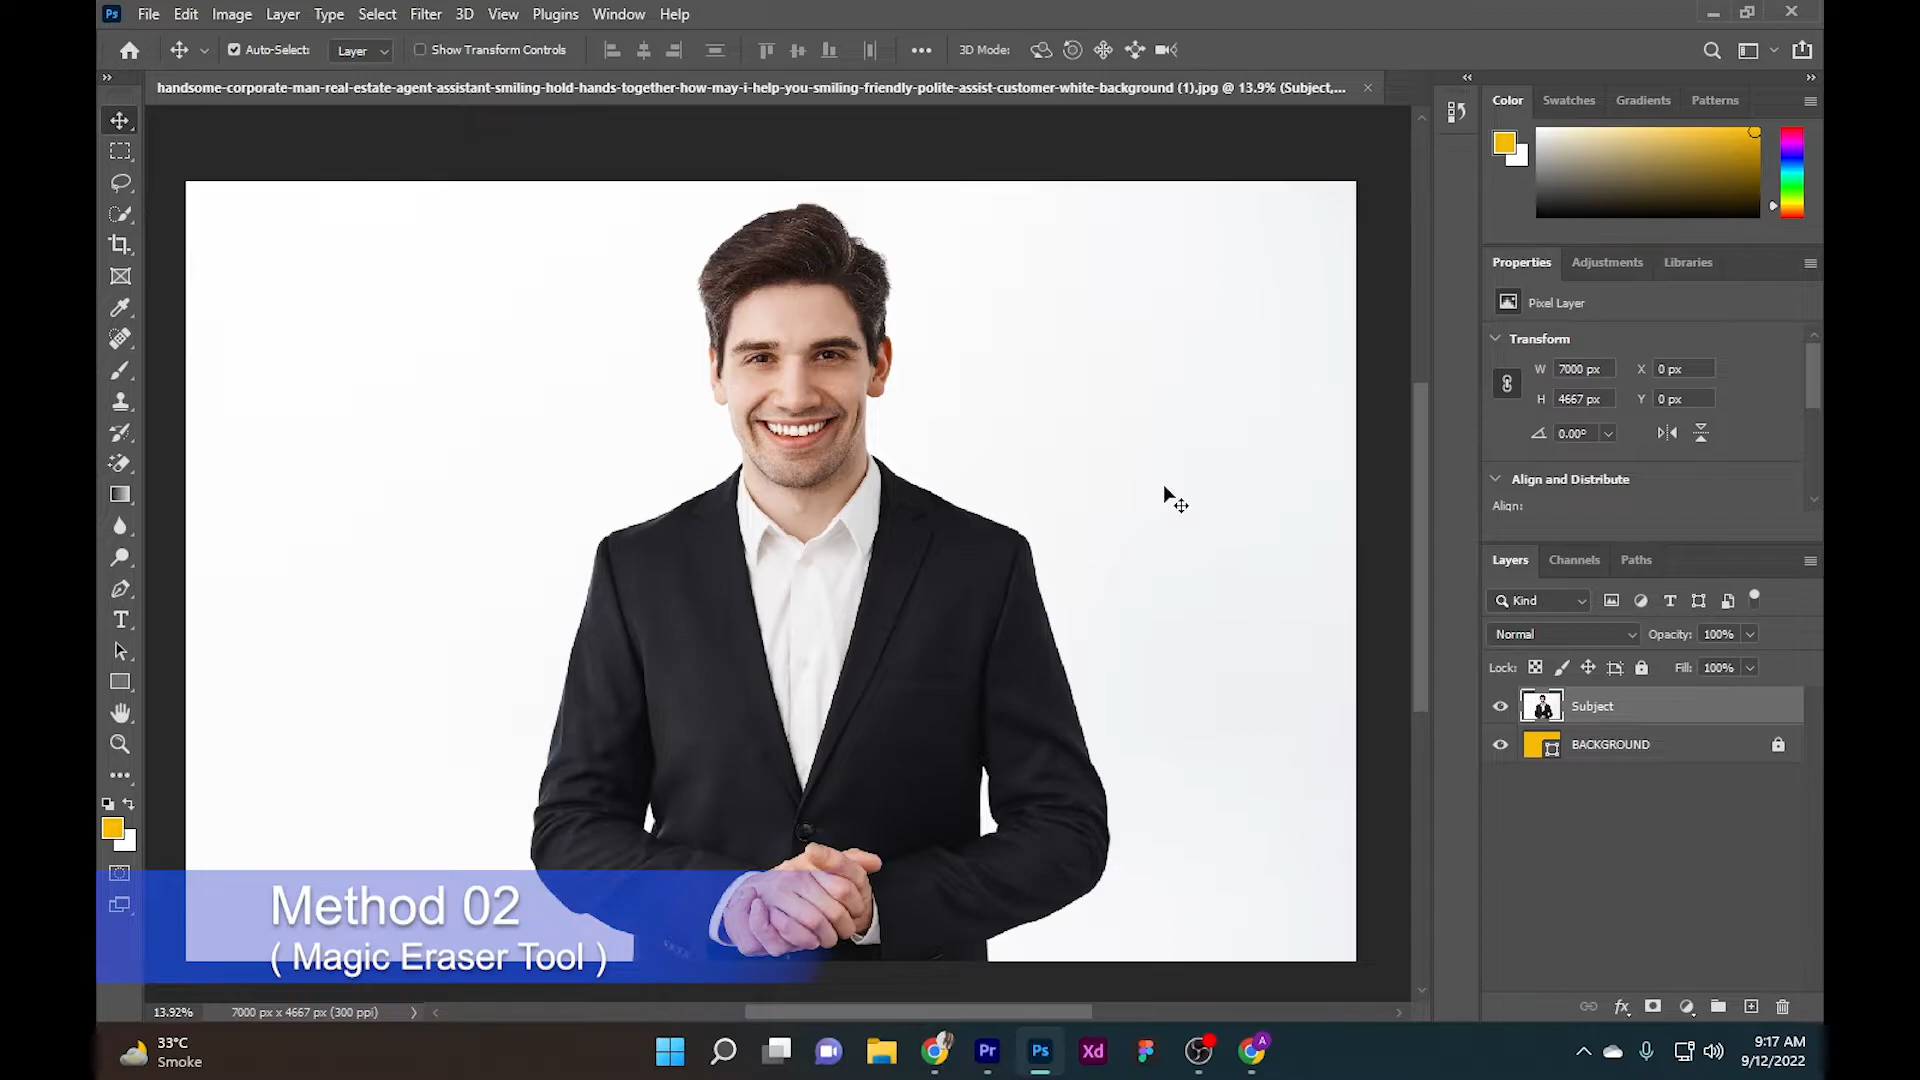 Ps File Edit Image Layer Type Select Filter 3D View Plugins Window Help
Auto-Select: Layer Show Transform Controls 3D Mode:
handsome-corporate-man-real-estate-agent-assistant-smiling-hold-hands-together-how-may-i-help-you-smiling-friendly-polite-assist-customer-white-background (1).jpg @ 13.9% (Subject,...
Color Swatches Gradients Patterns
Properties Adjustments Libraries
Pixel Layer
Transform
W 7000 px X 0 px
H 4667 px Y 0 px
0.00°
Align and Distribute
Align:
Layers Channels Paths
Kind
Normal Opacity: 100%
Lock: Fill: 100%
Subject
BACKGROUND
Method 02
( Magic Eraser Tool )
13.92% 7000 px x 4667 px (300 ppi)
33°C
Smoke
Pr Ps Xd A
9:17 AM
9/12/2022